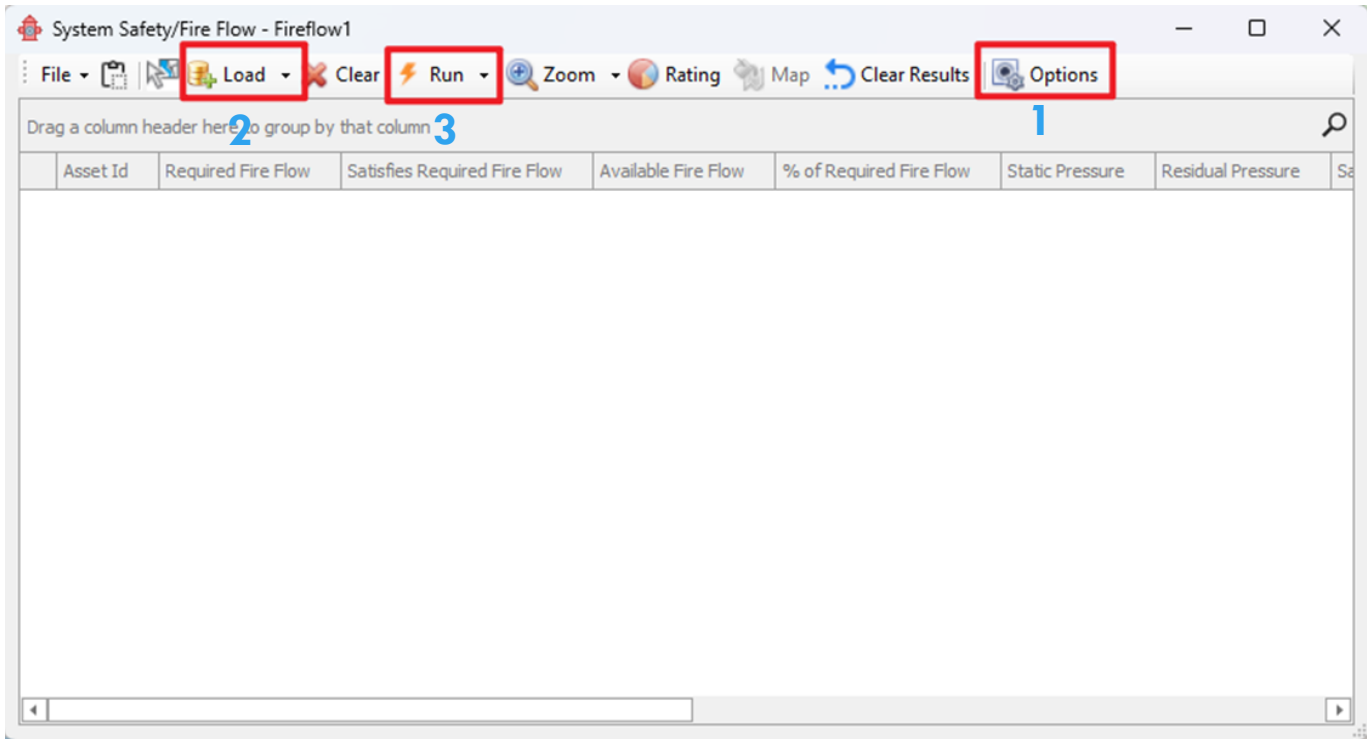 System Safety/Fire Flow - Fireflow1
File Load Clear Run Zoom Rating Map Clear Results Options
Drag a column header here to group by that column
2 3 1
Asset Id Required Fire Flow Satisfies Required Fire Flow Available Fire Flow % of Required Fire Flow Static Pressure Residual Pressure Sa